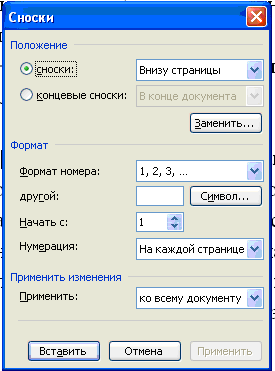 Сноски
Положение
сноски: Внизу страницы
концевые сноски: В конце документа
Заменить...
Формат
Формат номера: 1, 2, 3, ...
другой: Символ...
Начать с: 1
Нумерация: На каждой странице
Применить изменения
Применить: ко всему документу
Вставить Отмена Применить